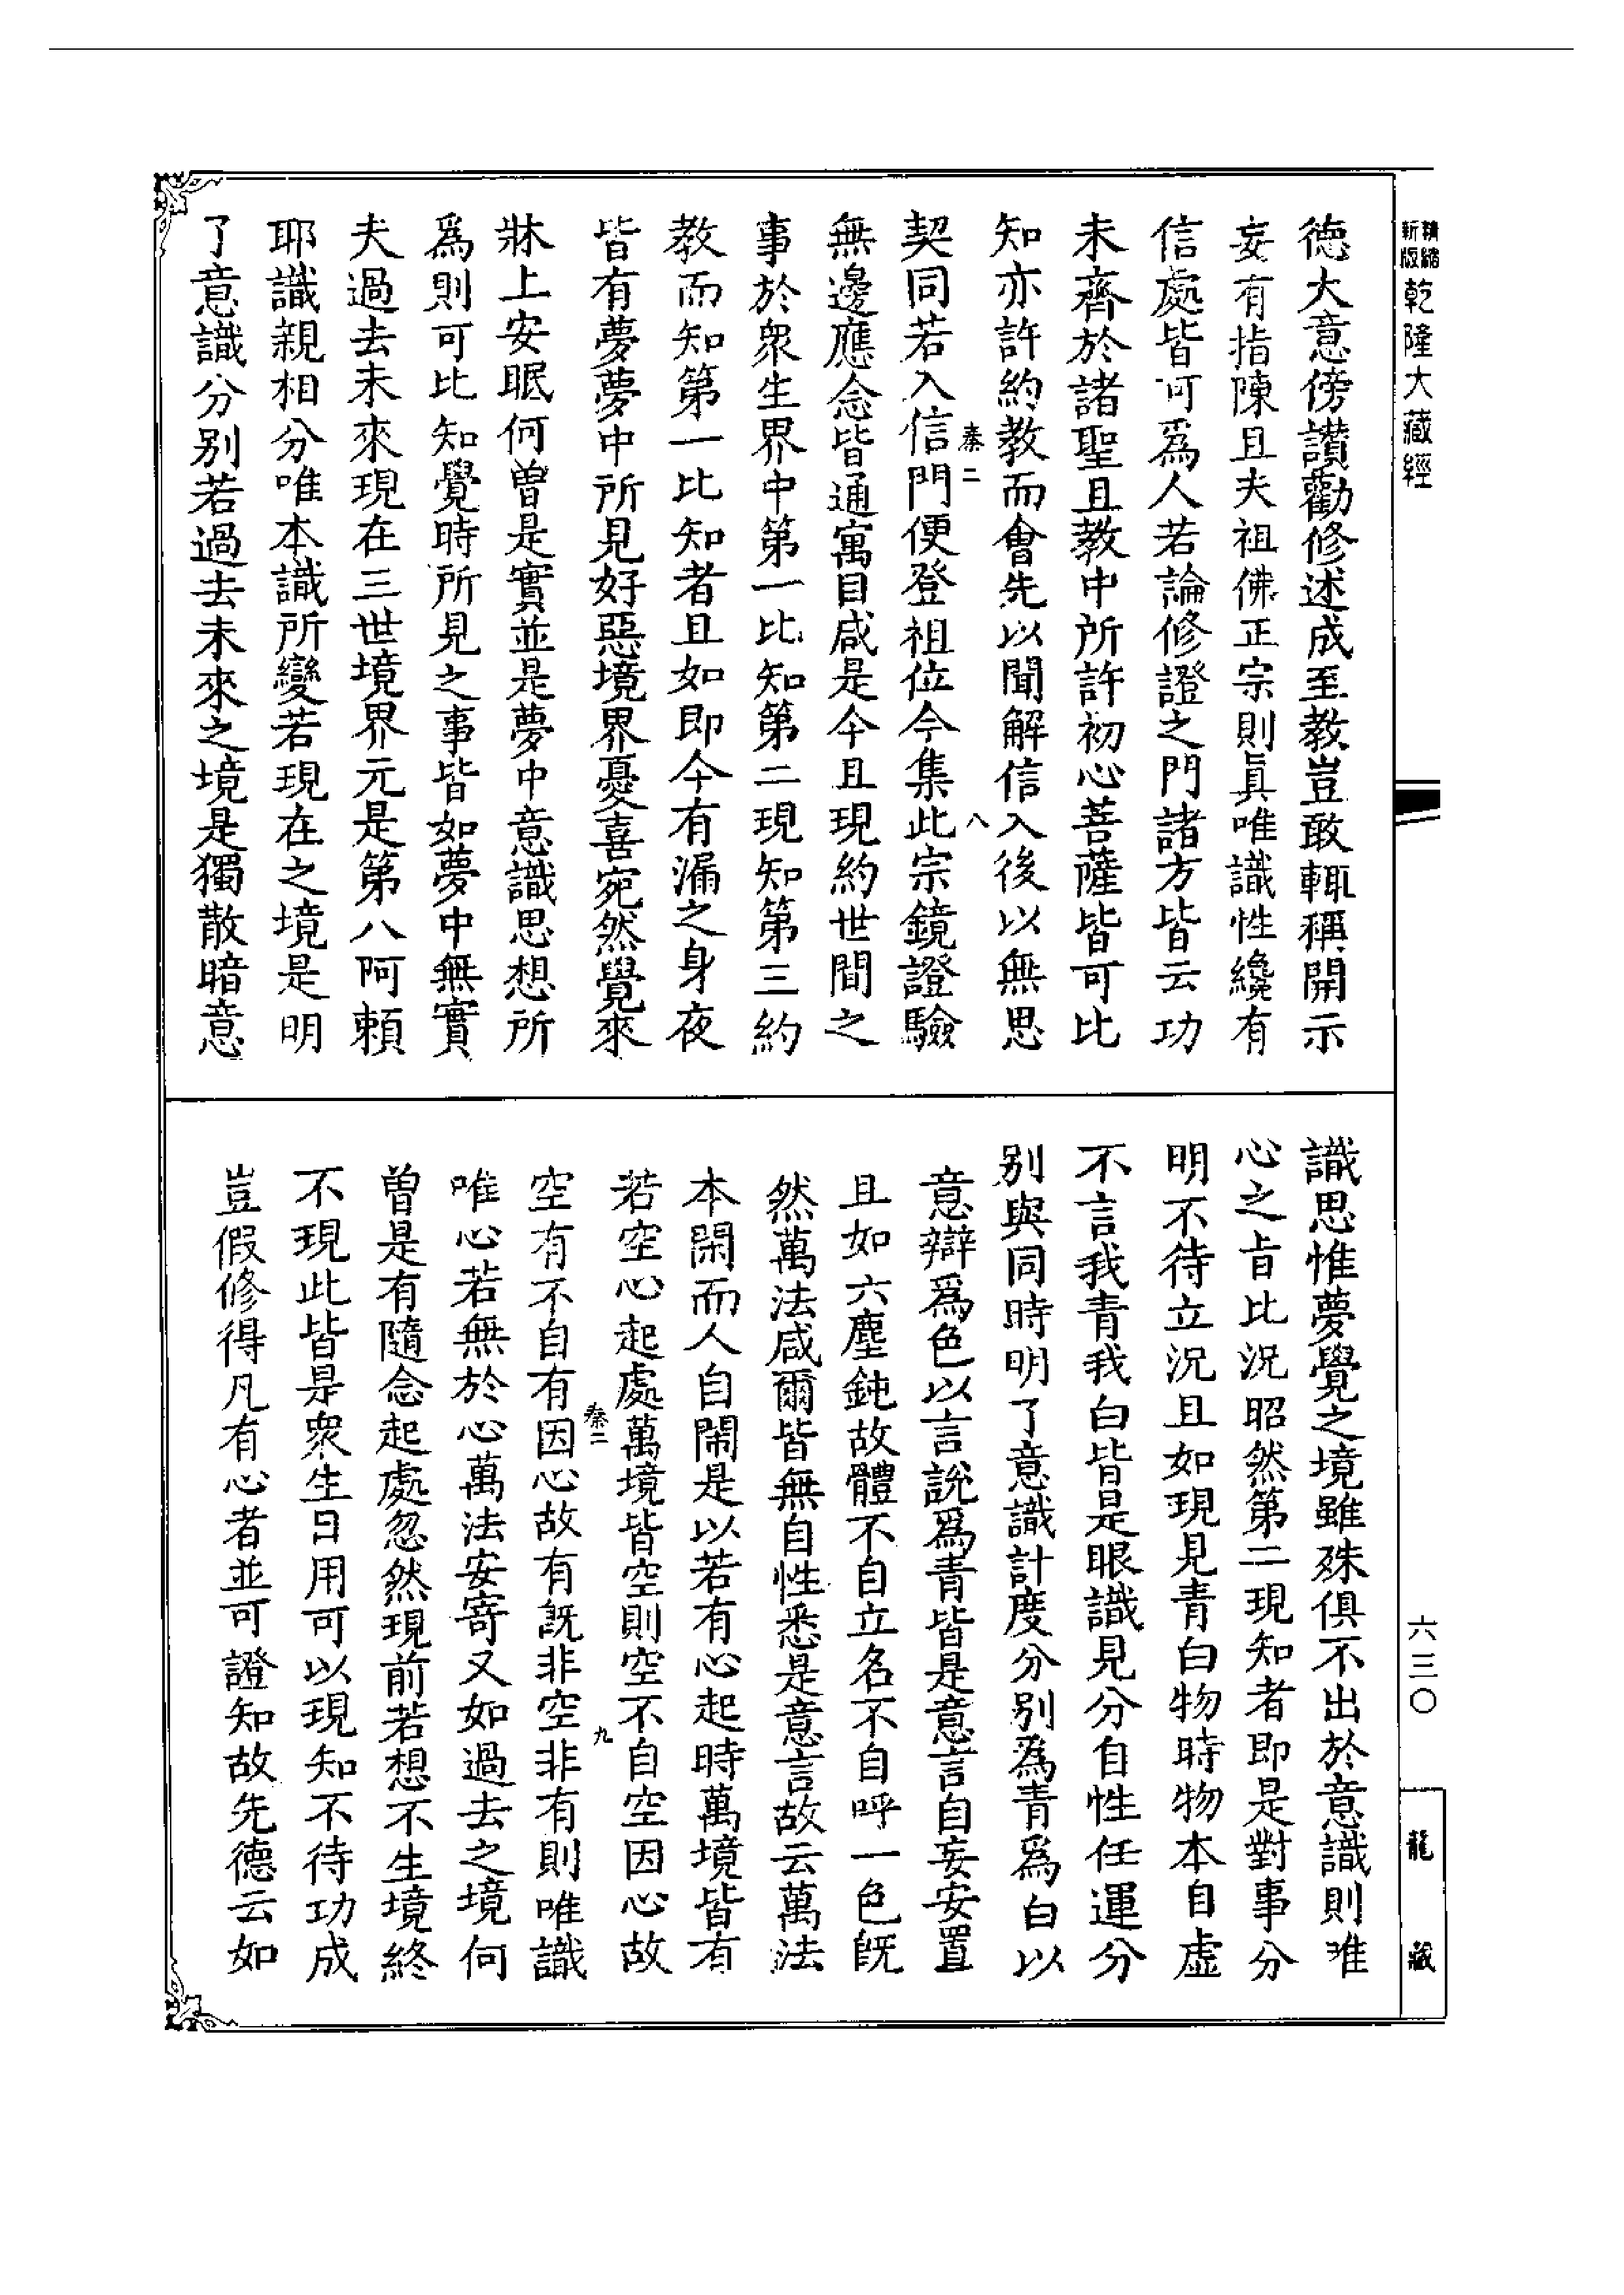 精縮新版乾隆大藏經
德大意傍讚勸修述成至教豈敢輒稱開示
妄有指陳且夫祖佛正宗則眞唯識性纔有
信處皆可爲人若論修證之門諸方皆云功
未齊於諸聖且教中所許初心菩薩皆可比
知亦許約教而會先以聞解信入後以無思
秦二 八
契同若入信門便登祖位今集此宗鏡證驗
無邊應念皆通寓目咸是今且現約世間之
事於衆生界中第一比知第二現知第三約
教而知第一比知者且如即今有漏之身夜
皆有夢夢中所見好惡境界憂喜宛然覺來
牀上安眠何曾是實並是夢中意識思想所
爲則可比知覺時所見之事皆如夢中無實
夫過去未來現在三世境界元是第八阿賴
耶識親相分唯本識所變若現在之境是明
了意識分別若過去未來之境是獨散暗意
識思惟夢覺之境雖殊俱不出於意識則唯
心之旨比況昭然第二現知者即是對事分
明不待立況且如現見青白物時物本自虛
不言我青我白皆是眼識見分自性任運分
別與同時明了意識計度分別為青爲白以
意辯爲色以言說爲青皆是意言自妄安置
且如六塵鈍故體不自立名不自呼一色旣
然萬法咸爾皆無自性悉是意言故云萬法
本閑而人自鬧是以若有心起時萬境皆有
若空心起處萬境皆空則空不自空因心故
秦二 九
空有不自有因心故有旣非空非有則唯識
唯心若無於心萬法安寄又如過去之境何
曾是有隨念起處忽然現前若想不生境終
不現此皆是衆生日用可以現知不待功成
豈假修得凡有心者並可證知故先德云如
六三〇
龍藏